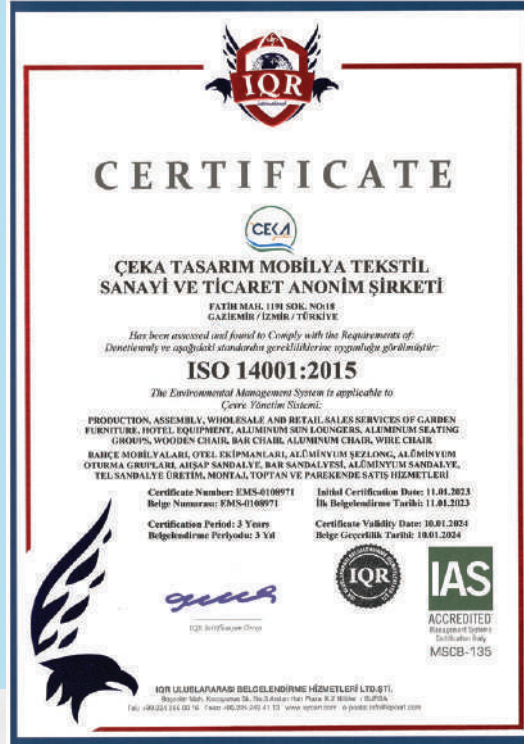 IQR
International
CERTIFICATE
ÇEKA
ÇEKA TASARIM MOBİLYA TEKSTİL
SANAYİ VE TİCARET ANONİM ŞİRKETİ
FATİH MAH. 1191 SOK. NO:18
GAZİEMİR / İZMİR / TÜRKİYE
Has been assessed and found to Comply with the Requirements of:
Denetlenmiş ve aşağıdaki standardın gerekliliklerine uygunluğu görülmüştür:
ISO 14001:2015
The Environmental Management System is applicable to
Çevre Yönetim Sistemi:
PRODUCTION, ASSEMBLY, WHOLESALE AND RETAIL SALES SERVICES OF GARDEN
FURNITURE, HOTEL EQUIPMENT, ALUMINUM SUN LOUNGERS, ALUMINUM SEATING
GROUPS, WOODEN CHAIR, BAR CHAIR, ALUMINUM CHAIR, WIRE CHAIR
BAHÇE MOBİLYALARI, OTEL EKİPMANLARI, ALÜMİNYUM ŞEZLONG, ALÜMİNYUM
OTURMA GRUPLARI, AHŞAP SANDALYE, BAR SANDALYESİ, ALÜMİNYUM SANDALYE,
TEL SANDALYE ÜRETİM, MONTAJ, TOPTAN VE PAREKENDE SATIŞ HİZMETLERİ
Certificate Number: EMS-0108971
Belge Numarası: EMS-0108971
Initial Certification Date: 11.01.2023
İlk Belgelendirme Tarihi: 11.01.2023
Certification Period: 3 Years
Belgelendirme Periyodu: 3 Yıl
Certificate Validity Date: 10.01.2024
Belge Geçerlilik Tarihi: 10.01.2024
IQR
IAS
ACCREDITED
Management Systems
Certification Body
MSCB-135
IQR ULUSLARARASI BELGELENDİRME HİZMETLERİ LTD.ŞTİ.